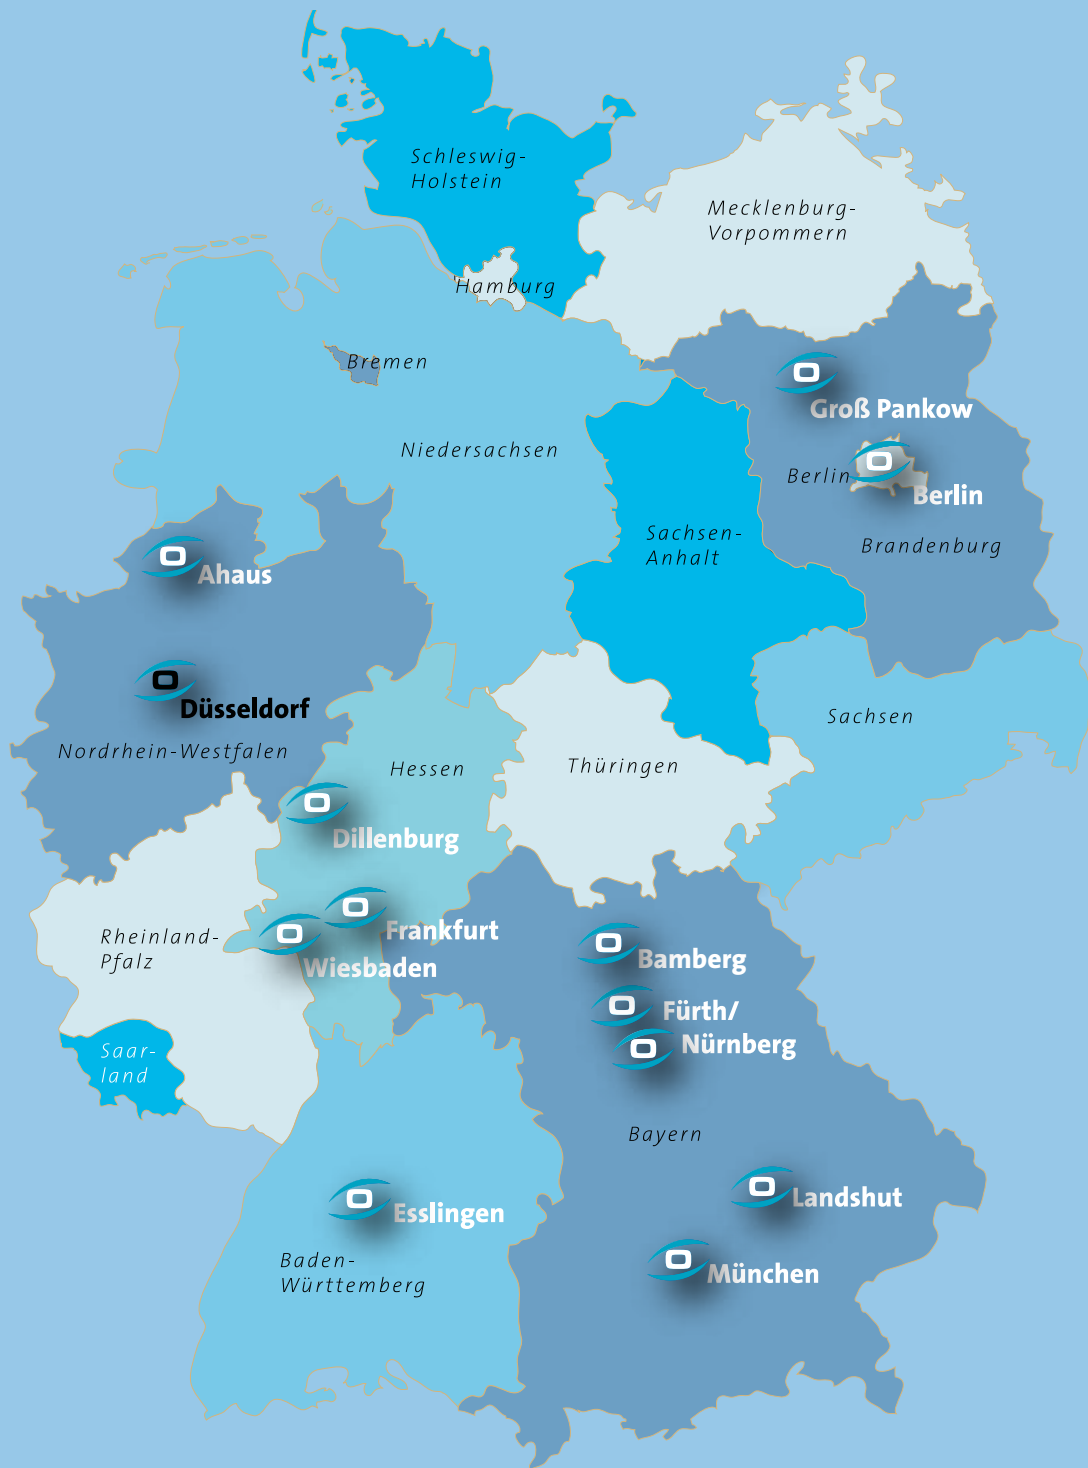 Schleswig-
Holstein
Mecklenburg-
Vorpommern
Hamburg
Bremen
Groß Pankow
Niedersachsen
Berlin
Berlin
Sachsen-
Anhalt
Brandenburg
Ahaus
Düsseldorf
Nordrhein-Westfalen
Sachsen
Hessen
Thüringen
Dillenburg
Rheinland-
Pfalz
Frankfurt
Wiesbaden
Bamberg
Fürth/
Nürnberg
Saar-
land
Bayern
Landshut
Esslingen
Baden-
Württemberg
München